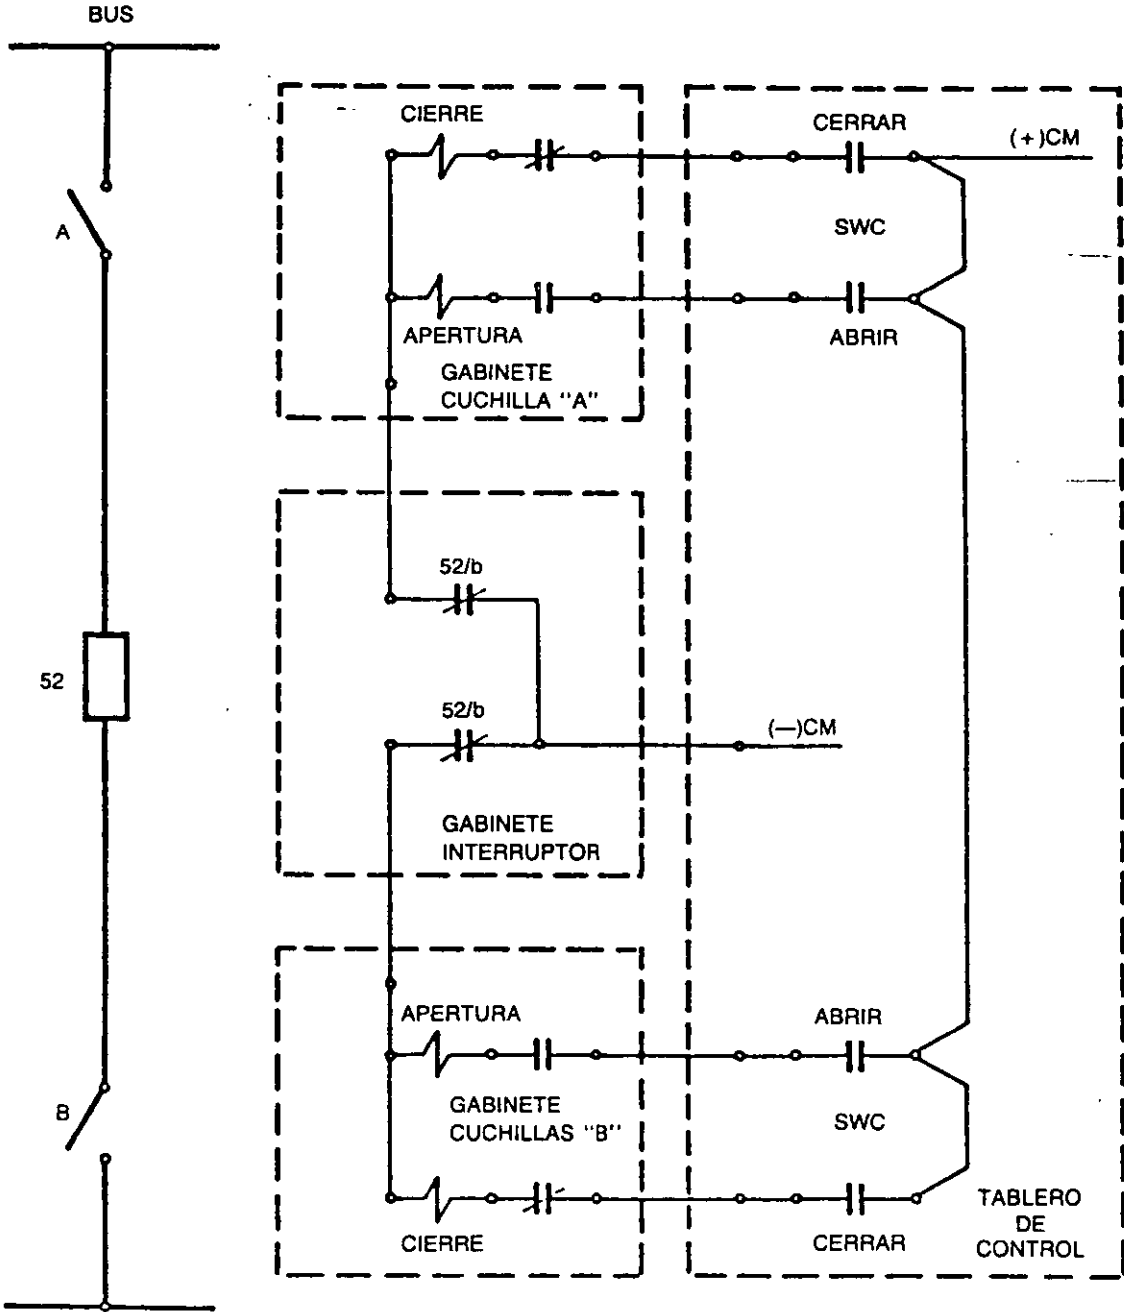 BUS
CIERRE
CERRAR
(+)CM
A
SWC
APERTURA
ABRIR
GABINETE
CUCHILLA "A"
52/b
52
52/b
(—)CM
GABINETE
INTERRUPTOR
APERTURA
ABRIR
B
GABINETE
CUCHILLAS "B"
SWC
TABLERO
DE
CONTROL
CIERRE
CERRAR